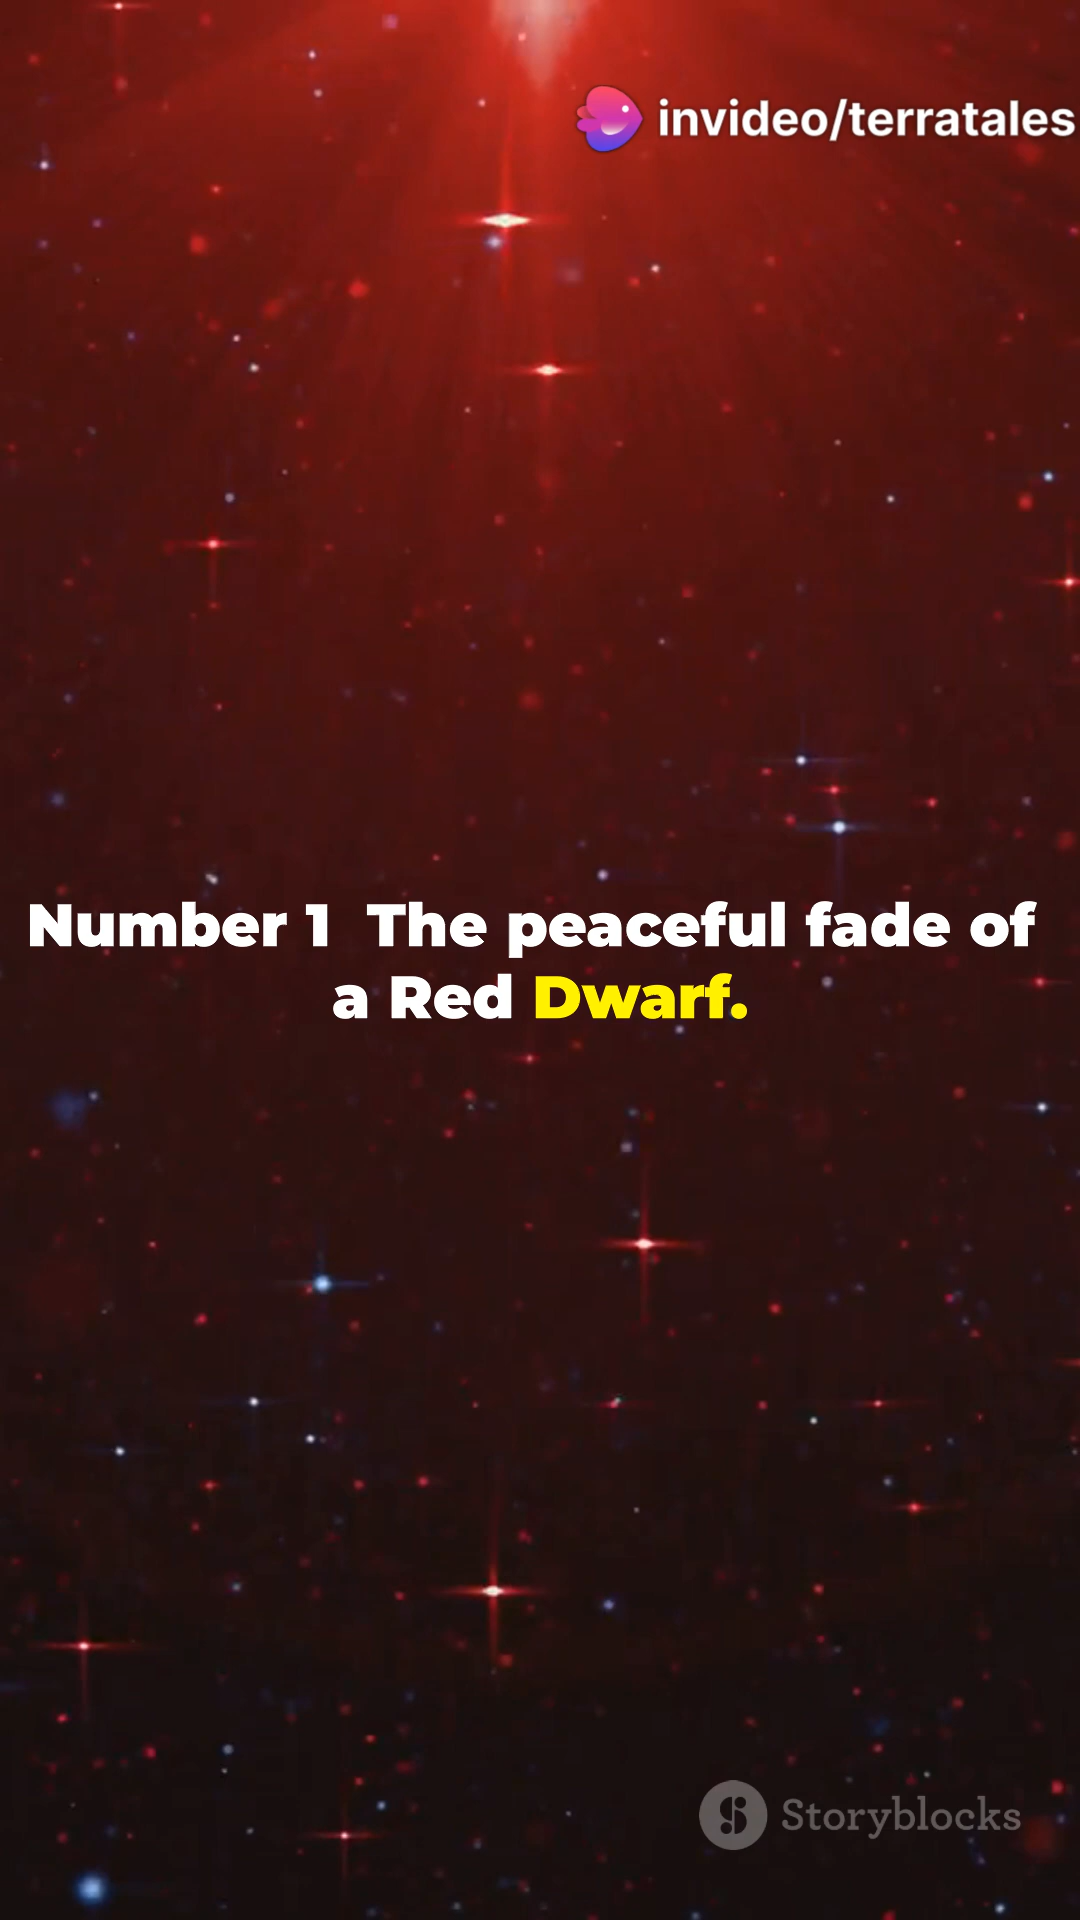 invideo/terratales
Number 1  The peaceful fade of
a Red Dwarf.
Storyblocks